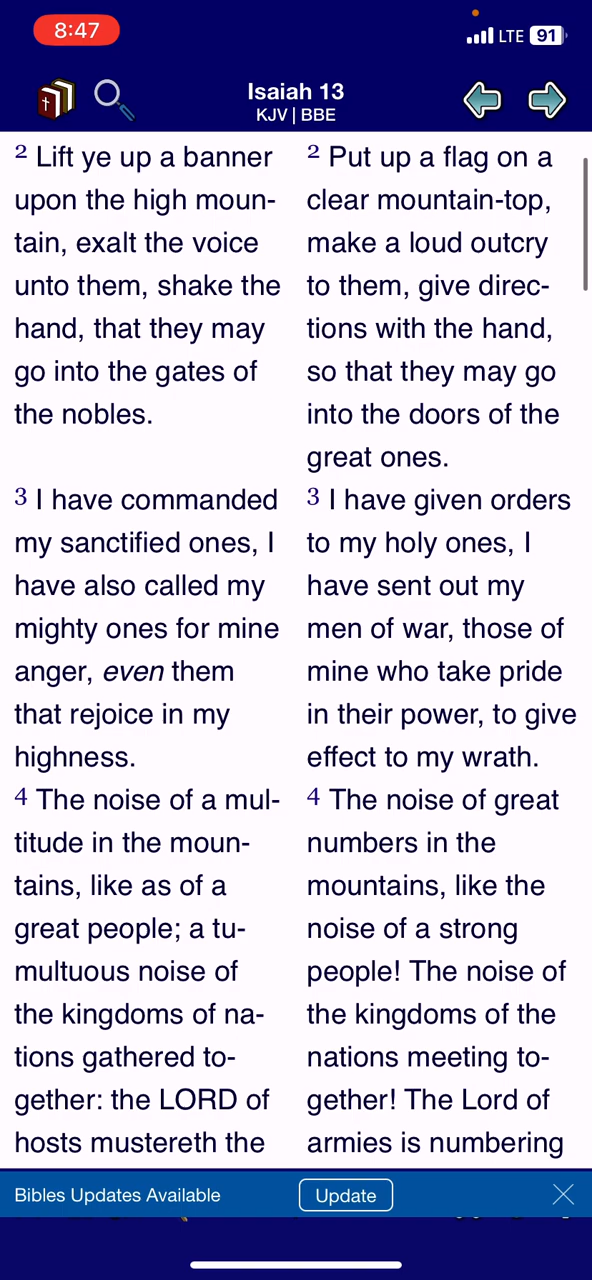 8:47
LTE 91
Isaiah 13
KJV | BBE
2 Lift ye up a banner
upon the high moun-
tain, exalt the voice
unto them, shake the
hand, that they may
go into the gates of
the nobles.
3 I have commanded
my sanctified ones, I
have also called my
mighty ones for mine
anger, even them
that rejoice in my
highness.
4 The noise of a mul-
titude in the moun-
tains, like as of a
great people; a tu-
multuous noise of
the kingdoms of na-
tions gathered to-
gether: the LORD of
hosts mustereth the
2 Put up a flag on a
clear mountain-top,
make a loud outcry
to them, give direc-
tions with the hand,
so that they may go
into the doors of the
great ones.
3 I have given orders
to my holy ones, I
have sent out my
men of war, those of
mine who take pride
in their power, to give
effect to my wrath.
4 The noise of great
numbers in the
mountains, like the
noise of a strong
people! The noise of
the kingdoms of the
nations meeting to-
gether! The Lord of
armies is numbering
Bibles Updates Available
Update